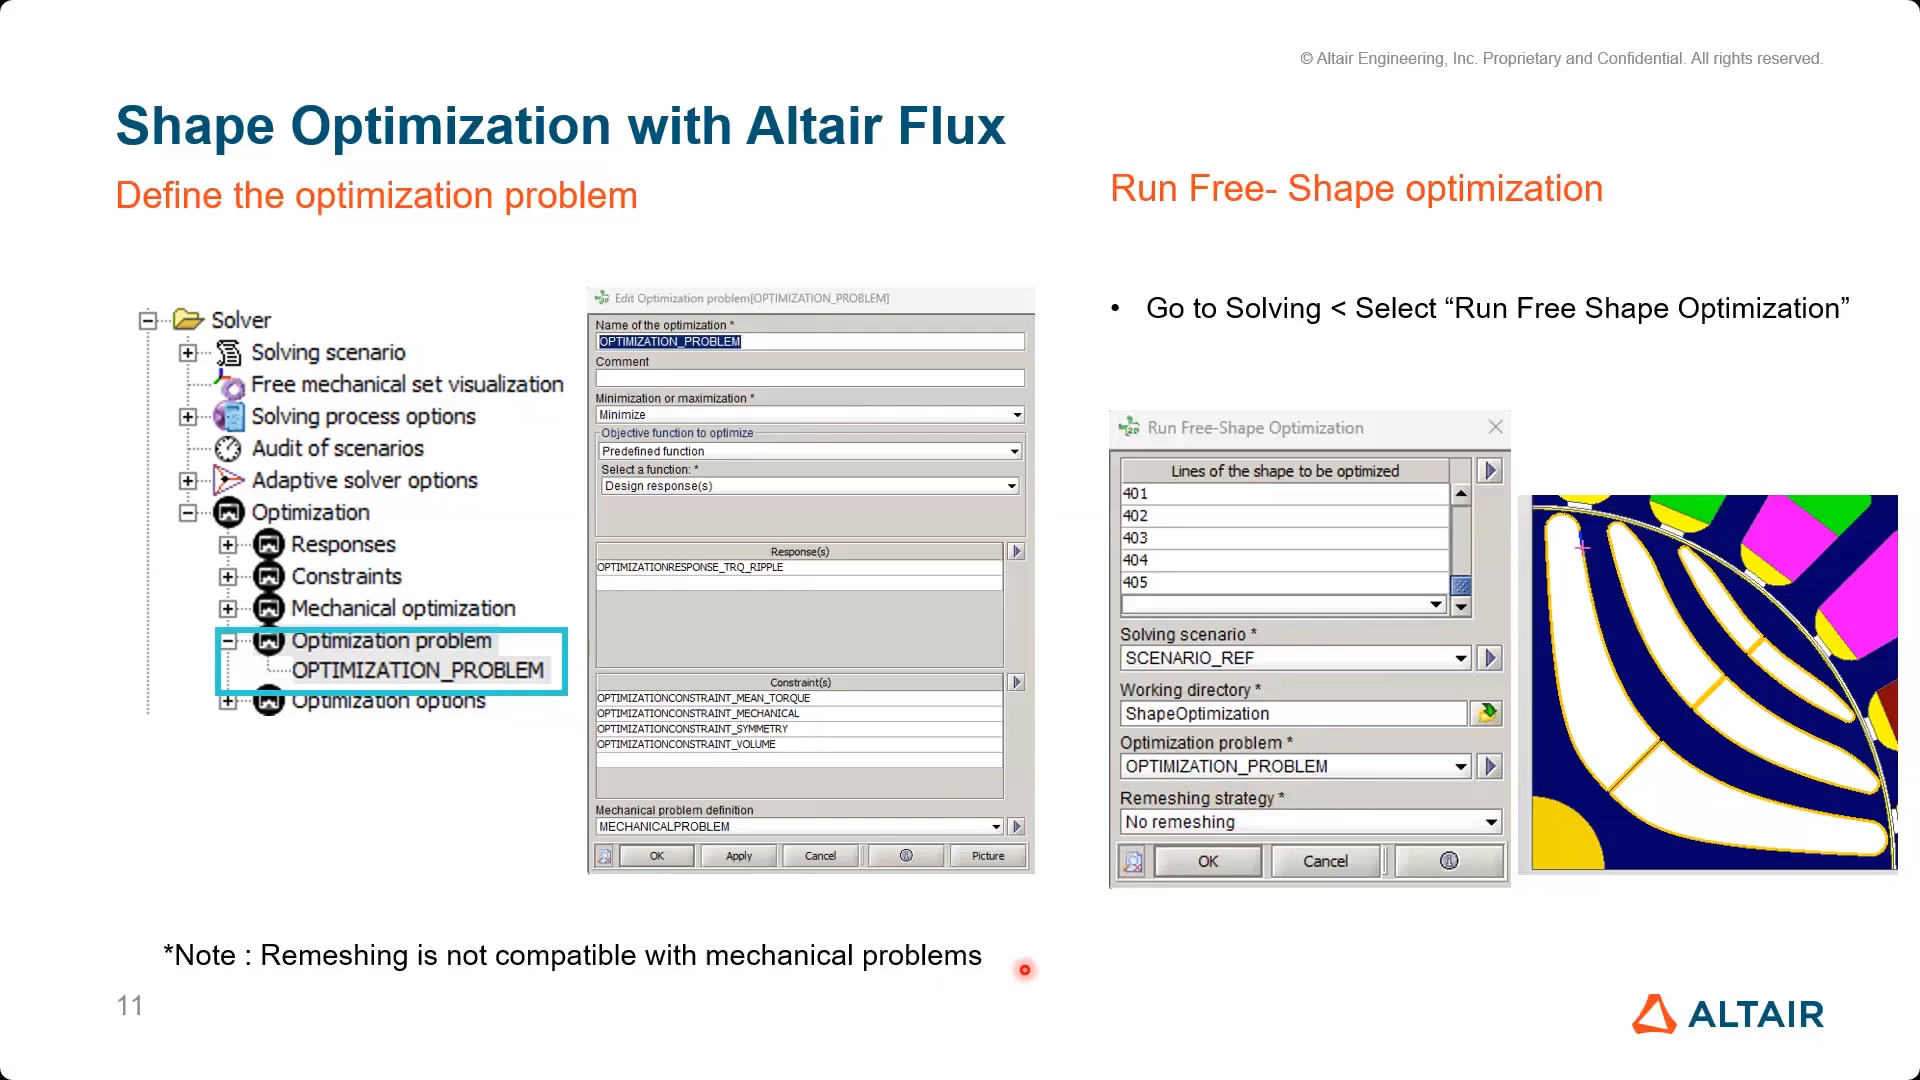 © Altair Engineering, Inc. Proprietary and Confidential. All rights reserved.
Shape Optimization with Altair Flux
Define the optimization problem
Solver
Solving scenario
Free mechanical set visualization
Solving process options
Audit of scenarios
Adaptive solver options
Optimization
Responses
Constraints
Mechanical optimization
Optimization problem
OPTIMIZATION_PROBLEM
Optimization options
Edit Optimization problem[OPTIMIZATION_PROBLEM]
Name of the optimization *
OPTIMIZATION_PROBLEM
Comment
Minimization or maximization *
Minimize
Objective function to optimize
Predefined function
Select a function: *
Design response(s)
Response(s)
OPTIMIZATIONRESPONSE_TRQ_RIPPLE
Constraint(s)
OPTIMIZATIONCONSTRAINT_MEAN_TORQUE
OPTIMIZATIONCONSTRAINT_MECHANICAL
OPTIMIZATIONCONSTRAINT_SYMMETRY
OPTIMIZATIONCONSTRAINT_VOLUME
Mechanical problem definition
MECHANICALPROBLEM
OK Apply Cancel Picture
*Note : Remeshing is not compatible with mechanical problems
Run Free- Shape optimization
• Go to Solving < Select “Run Free Shape Optimization”
2D Run Free-Shape Optimization
Lines of the shape to be optimized
401
402
403
404
405
Solving scenario *
SCENARIO_REF
Working directory *
ShapeOptimization
Optimization problem *
OPTIMIZATION_PROBLEM
Remeshing strategy *
No remeshing
OK Cancel
11
ALTAIR